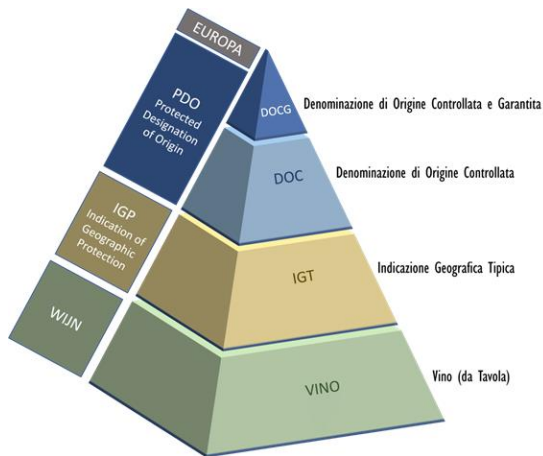 EUROPA
PDO
Protected
Designation
of Origin
IGP
Indication of
Geographic
Protection
WIJN
DOCG
Denominazione di Origine Controllata e Garantita
DOC
Denominazione di Origine Controllata
IGT
Indicazione Geografica Tipica
VINO
Vino (da Tavola)